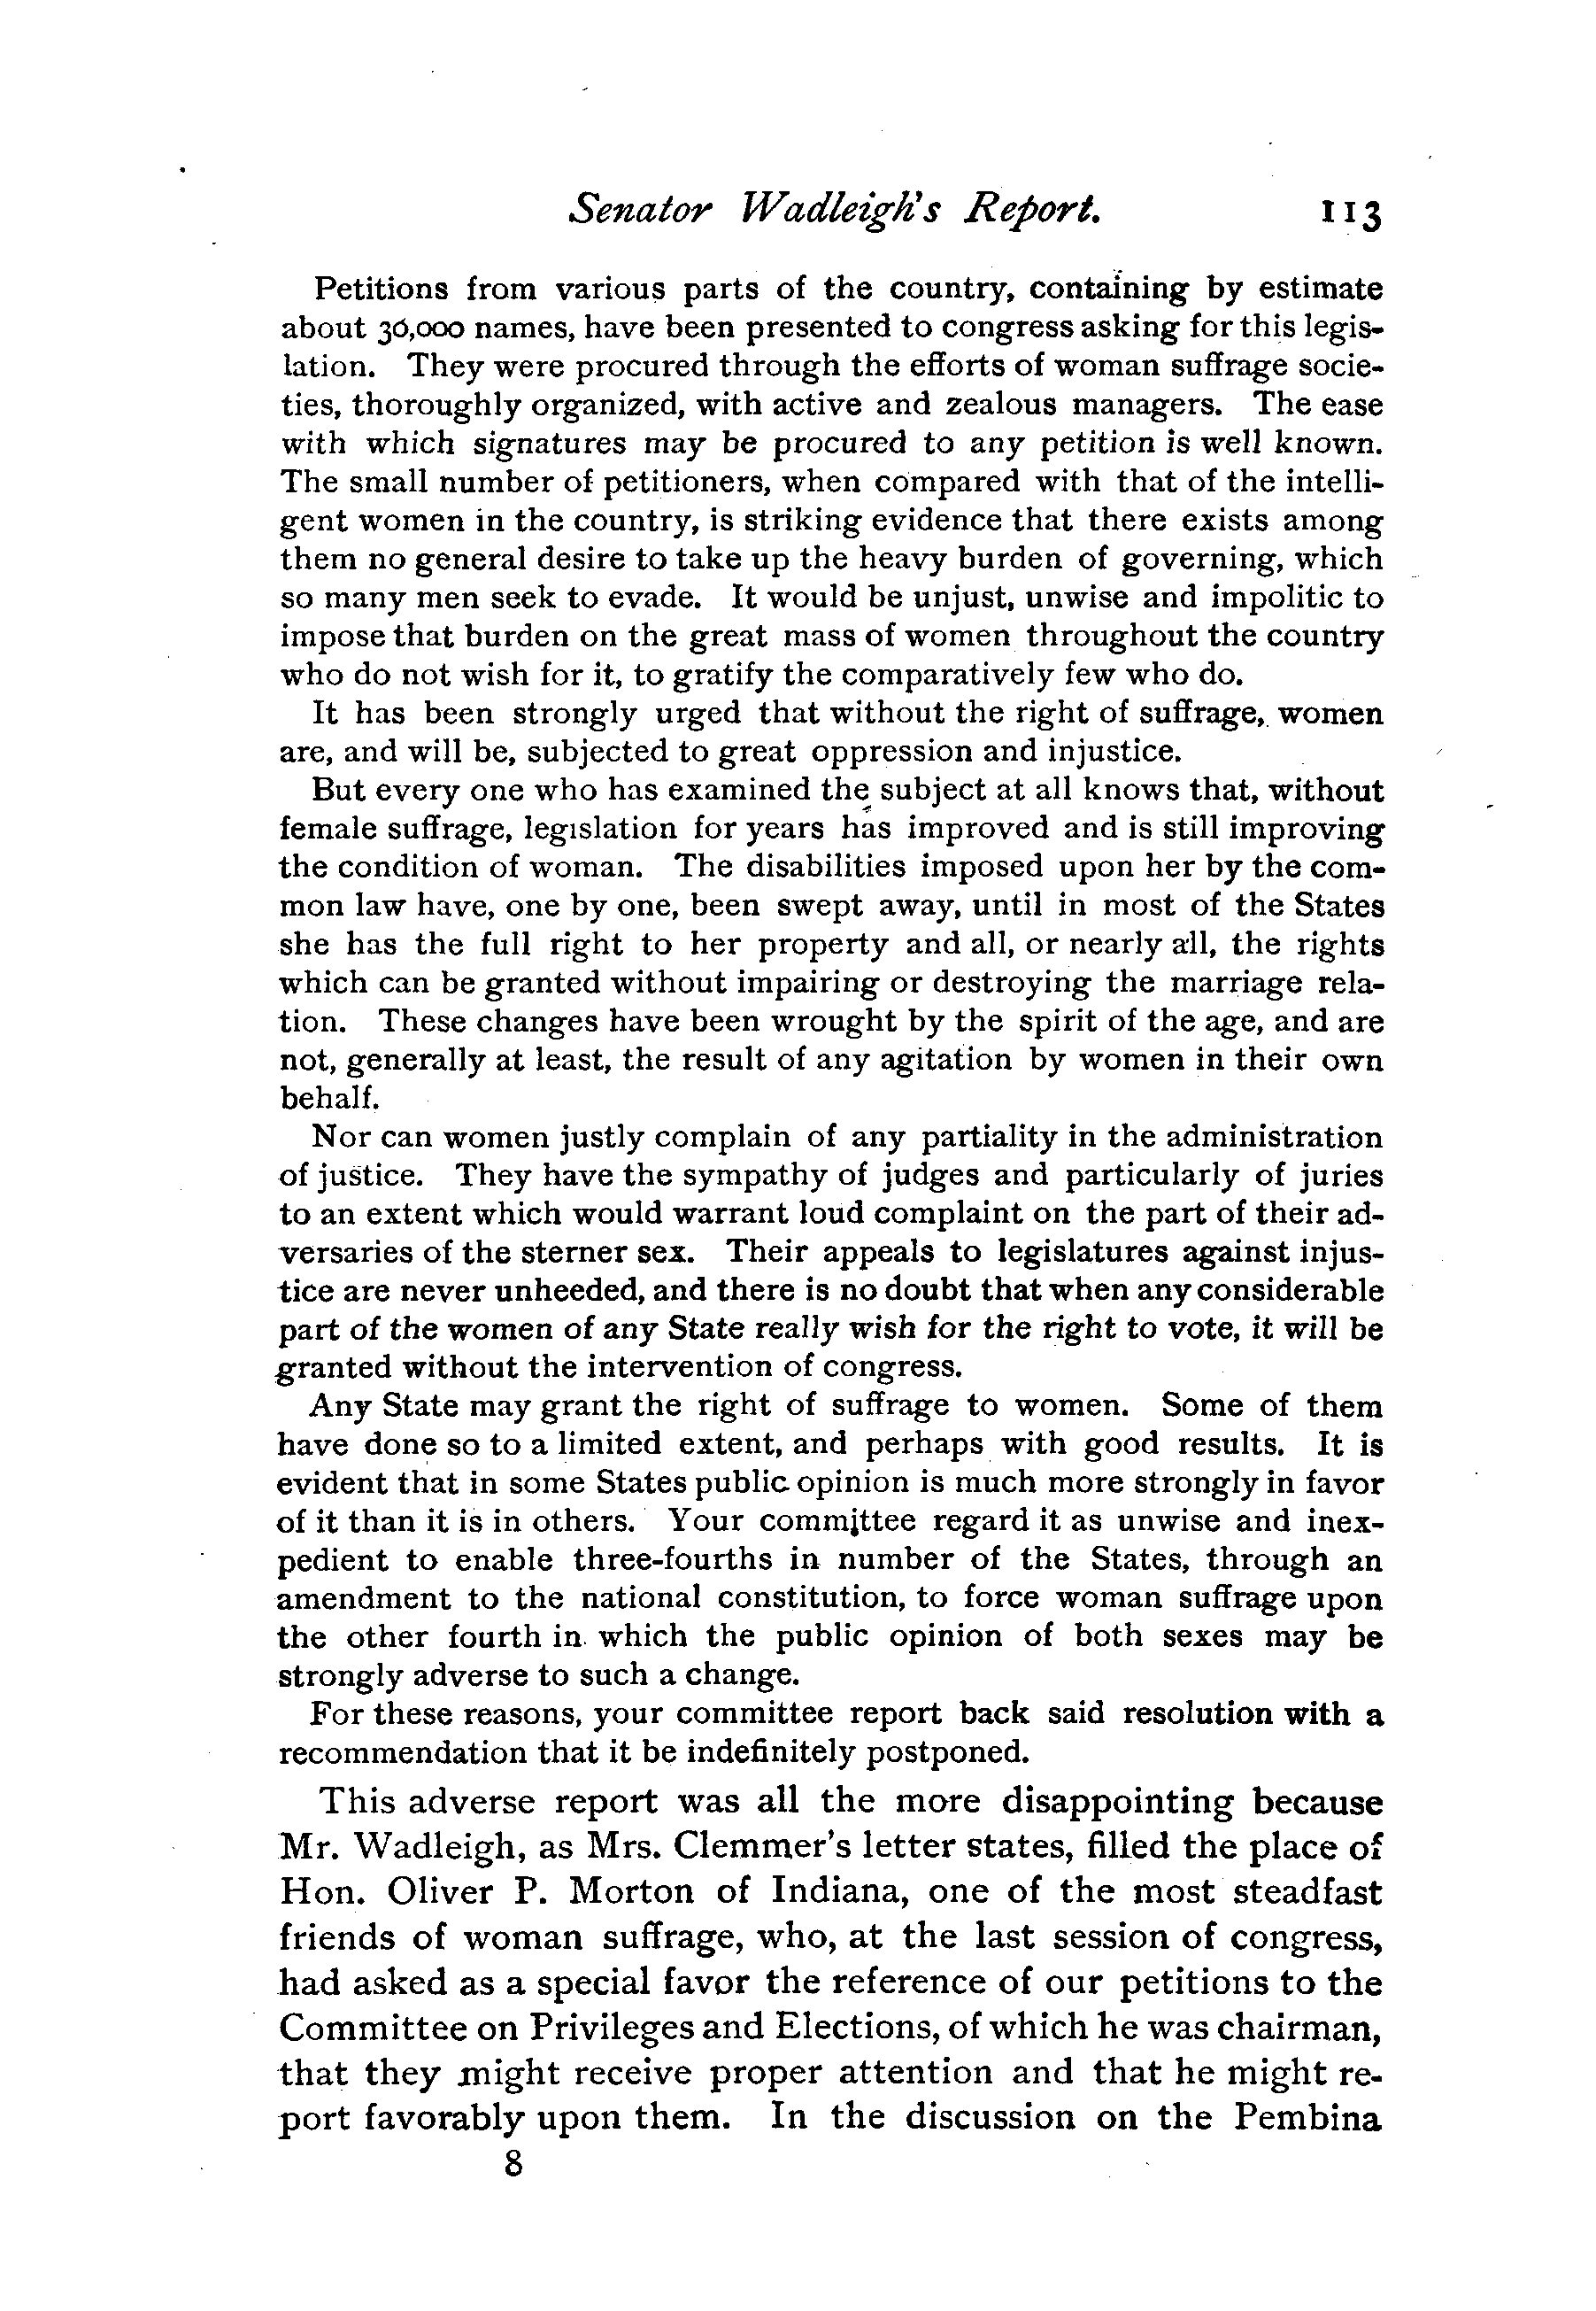 Senator Wadleigh's Report. 113
Petitions from various parts of the country, containing by estimate
about 30,000 names, have been presented to congress asking for this legis-
lation. They were procured through the efforts of woman suffrage socie-
ties, thoroughly organized, with active and zealous managers. The ease
with which signatures may be procured to any petition is well known.
The small number of petitioners, when compared with that of the intelli-
gent women in the country, is striking evidence that there exists among
them no general desire to take up the heavy burden of governing, which
so many men seek to evade. It would be unjust, unwise and impolitic to
impose that burden on the great mass of women throughout the country
who do not wish for it, to gratify the comparatively few who do.
It has been strongly urged that without the right of suffrage, women
are, and will be, subjected to great oppression and injustice.
But every one who has examined the subject at all knows that, without
female suffrage, legislation for years has improved and is still improving
the condition of woman. The disabilities imposed upon her by the com-
mon law have, one by one, been swept away, until in most of the States
she has the full right to her property and all, or nearly all, the rights
which can be granted without impairing or destroying the marriage rela-
tion. These changes have been wrought by the spirit of the age, and are
not, generally at least, the result of any agitation by women in their own
behalf.
Nor can women justly complain of any partiality in the administration
of justice. They have the sympathy of judges and particularly of juries
to an extent which would warrant loud complaint on the part of their ad-
versaries of the sterner sex. Their appeals to legislatures against injus-
tice are never unheeded, and there is no doubt that when any considerable
part of the women of any State really wish for the right to vote, it will be
granted without the intervention of congress.
Any State may grant the right of suffrage to women. Some of them
have done so to a limited extent, and perhaps with good results. It is
evident that in some States public opinion is much more strongly in favor
of it than it is in others. Your committee regard it as unwise and inex-
pedient to enable three-fourths in number of the States, through an
amendment to the national constitution, to force woman suffrage upon
the other fourth in which the public opinion of both sexes may be
strongly adverse to such a change.
For these reasons, your committee report back said resolution with a
recommendation that it be indefinitely postponed.
This adverse report was all the more disappointing because
Mr. Wadleigh, as Mrs. Clemmer's letter states, filled the place of
Hon. Oliver P. Morton of Indiana, one of the most steadfast
friends of woman suffrage, who, at the last session of congress,
had asked as a special favor the reference of our petitions to the
Committee on Privileges and Elections, of which he was chairman,
that they might receive proper attention and that he might re-
port favorably upon them. In the discussion on the Pembina
8